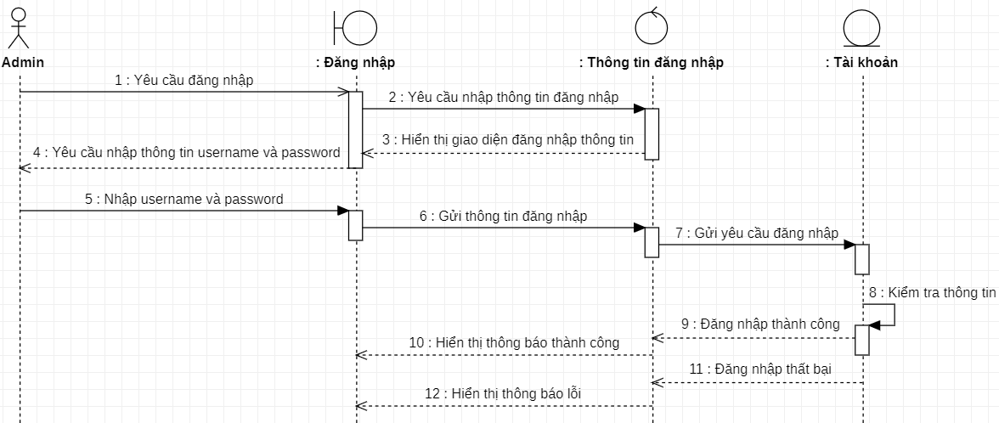 Admin
: Đăng nhập
: Thông tin đăng nhập
: Tài khoản
1 : Yêu cầu đăng nhập
2 : Yêu cầu nhập thông tin đăng nhập
3 : Hiển thị giao diện đăng nhập thông tin
4 : Yêu cầu nhập thông tin username và password
5 : Nhập username và password
6 : Gửi thông tin đăng nhập
7 : Gửi yêu cầu đăng nhập
8 : Kiểm tra thông tin
9 : Đăng nhập thành công
10 : Hiển thị thông báo thành công
11 : Đăng nhập thất bại
12 : Hiển thị thông báo lỗi